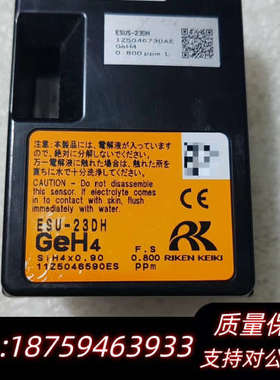 ESUS-23DH
1Z5046730AE
GeH4
0.800 ppm L
注意：本製品には、電解液が入っています
ので、絶対に分解しないでください。
万一電解液に触れた場合は、触れた所を
直ちに水で十分洗浄してください。
CAUTION - Do not disassemble
this sensor. If electrolyte comes
in contact with skin, flush
immediately with water.
CE
ESU-23DH
GeH4
SiH4x0.90
11Z5046590ES
F.S
0.800
ppm
RIKEN KEIKI
质量保
:18759463933
支持对公